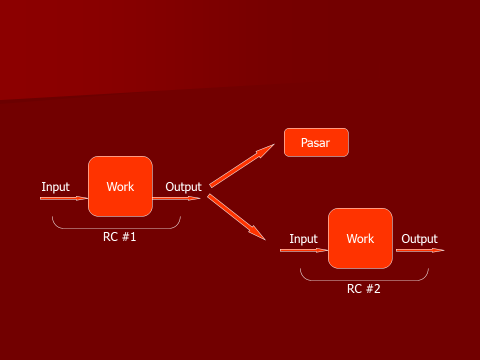 Pasar
Input
Work
Output
RC #1
Input
Work
Output
RC #2